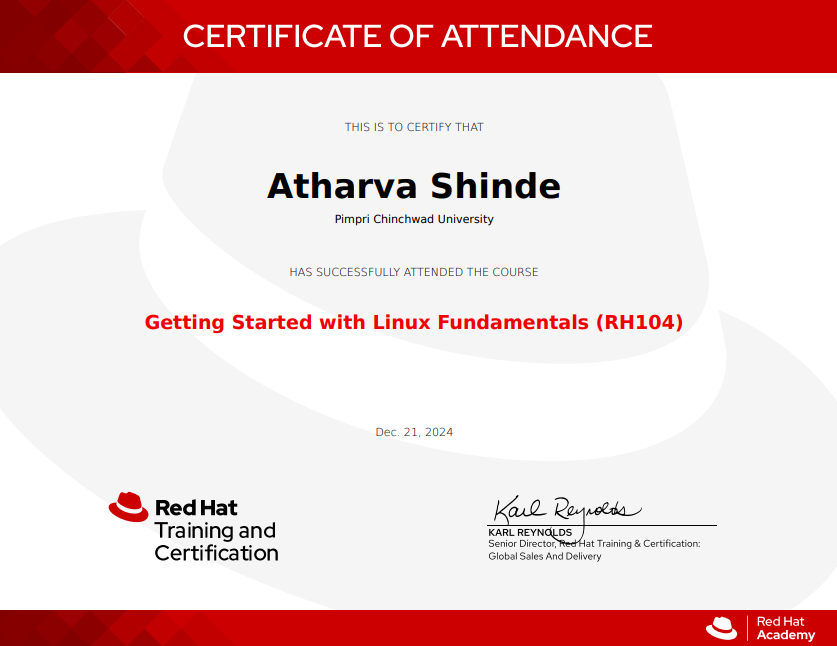 CERTIFICATE OF ATTENDANCE
THIS IS TO CERTIFY THAT
Atharva Shinde
Pimpri Chinchwad University
HAS SUCCESSFULLY ATTENDED THE COURSE
Getting Started with Linux Fundamentals (RH104)
Dec. 21, 2024
Red Hat
Training and
Certification
Karl Reynolds
KARL REYNOLDS
Senior Director, Red Hat Training & Certification:
Global Sales And Delivery
Red Hat
Academy